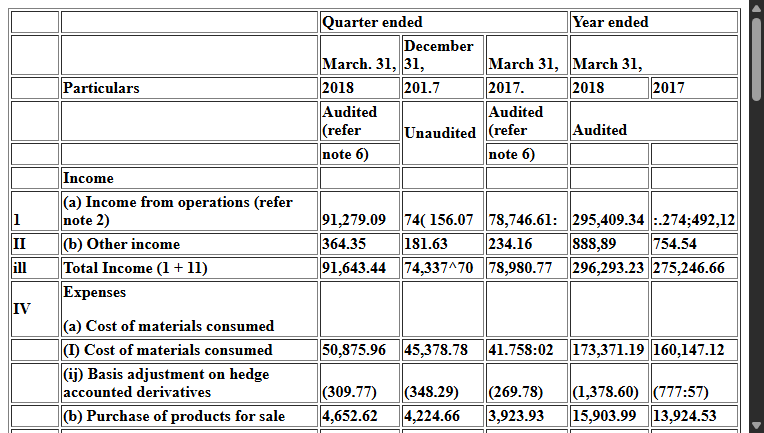 Quarter ended Year ended
March. 31, December 31, March 31, March 31,
Particulars 2018 201.7 2017. 2018 2017
Audited (refer Unaudited Audited (refer Audited
note 6) note 6)
Income
1 (a) Income from operations (refer note 2) 91,279.09 74( 156.07 78,746.61: 295,409.34 :.274;492,12
II (b) Other income 364.35 181.63 234.16 888,89 754.54
ill Total Income (1 + 11) 91,643.44 74,337^70 78,980.77 296,293.23 275,246.66
IV Expenses
(a) Cost of materials consumed
(I) Cost of materials consumed 50,875.96 45,378.78 41.758:02 173,371.19 160,147.12
(ij) Basis adjustment on hedge accounted derivatives (309.77) (348.29) (269.78) (1,378.60) (777:57)
(b) Purchase of products for sale 4,652.62 4,224.66 3,923.93 15,903.99 13,924.53